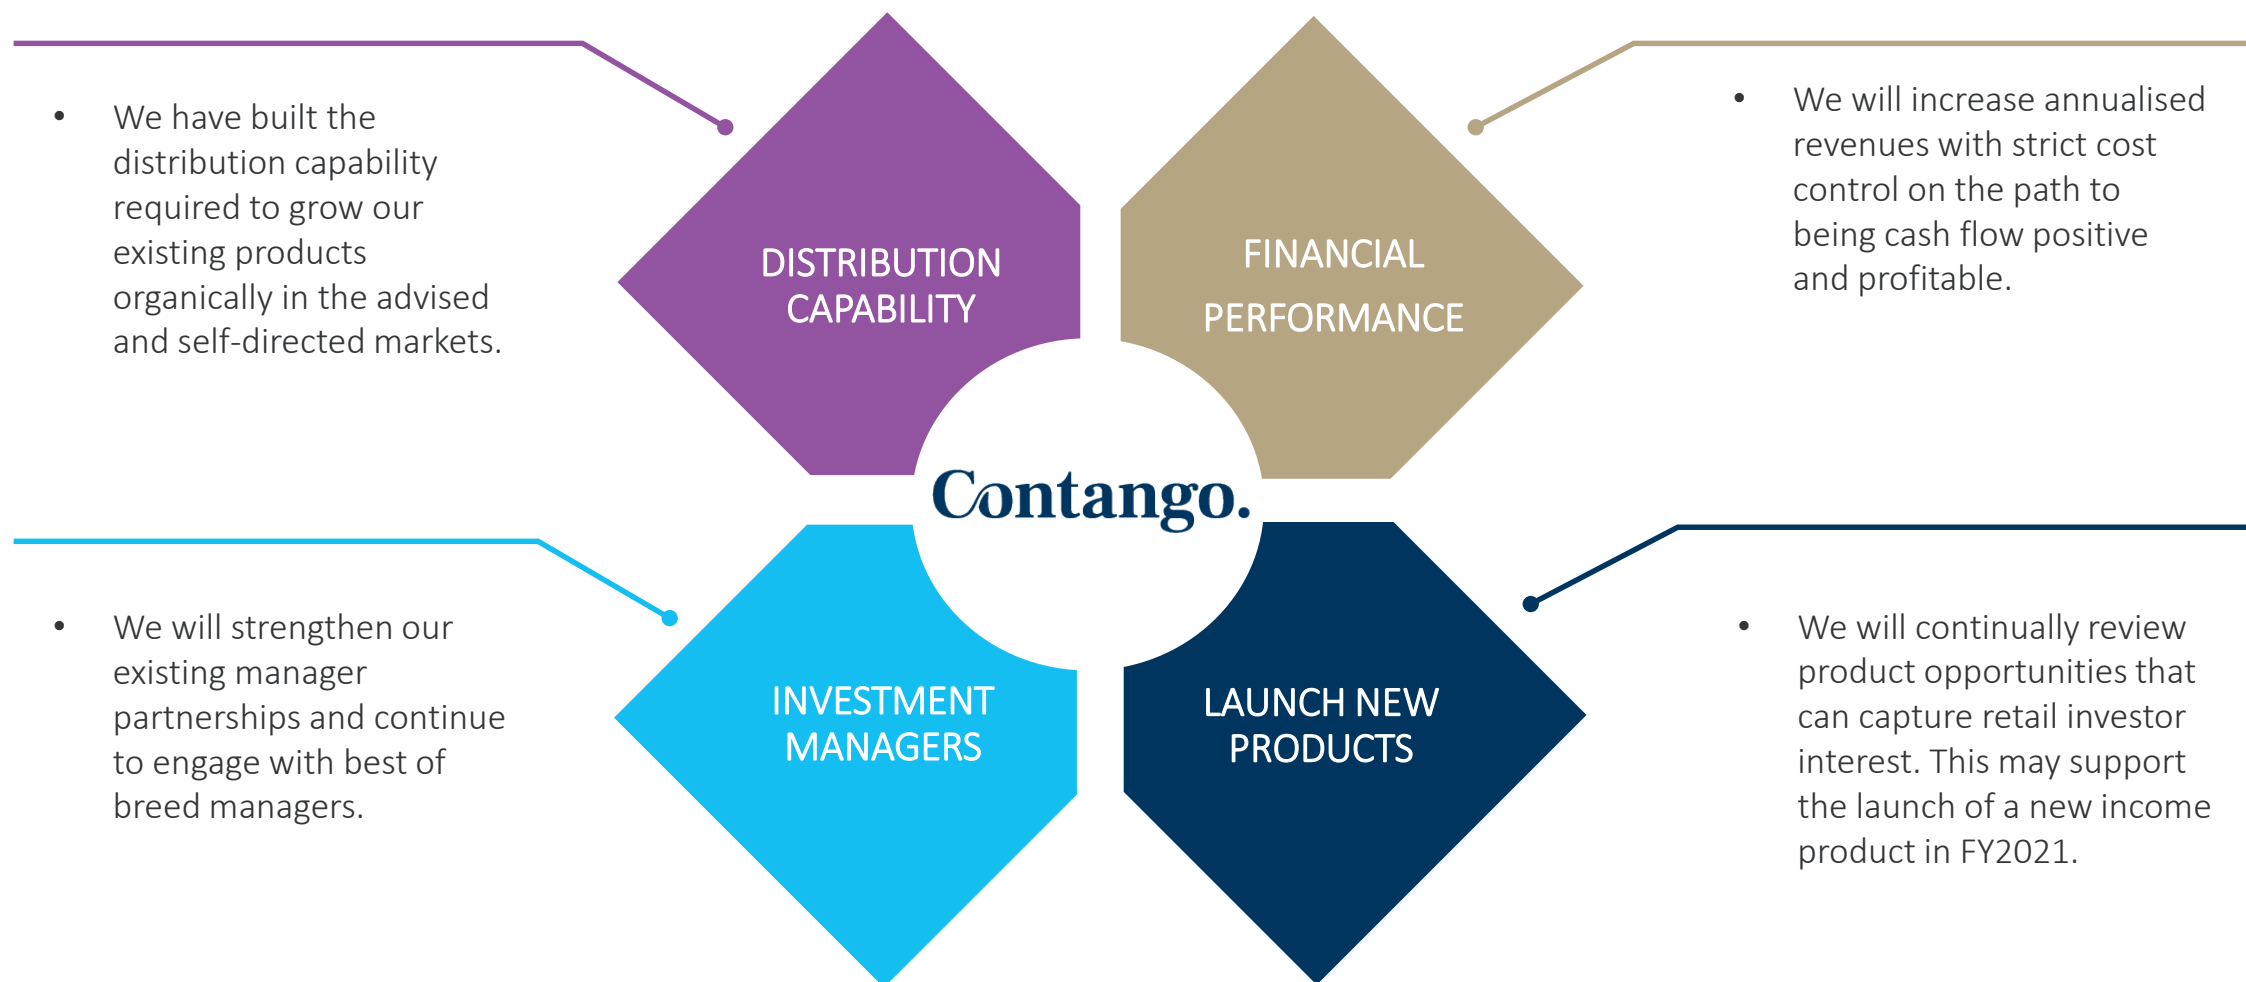 • We have built the
distribution capability
required to grow our
existing products
organically in the advised
and self-directed markets.
DISTRIBUTION
CAPABILITY
FINANCIAL
PERFORMANCE
• We will increase annualised
revenues with strict cost
control on the path to
being cash flow positive
and profitable.
Contango.
• We will strengthen our
existing manager
partnerships and continue
to engage with best of
breed managers.
INVESTMENT
MANAGERS
LAUNCH NEW
PRODUCTS
• We will continually review
product opportunities that
can capture retail investor
interest. This may support
the launch of a new income
product in FY2021.